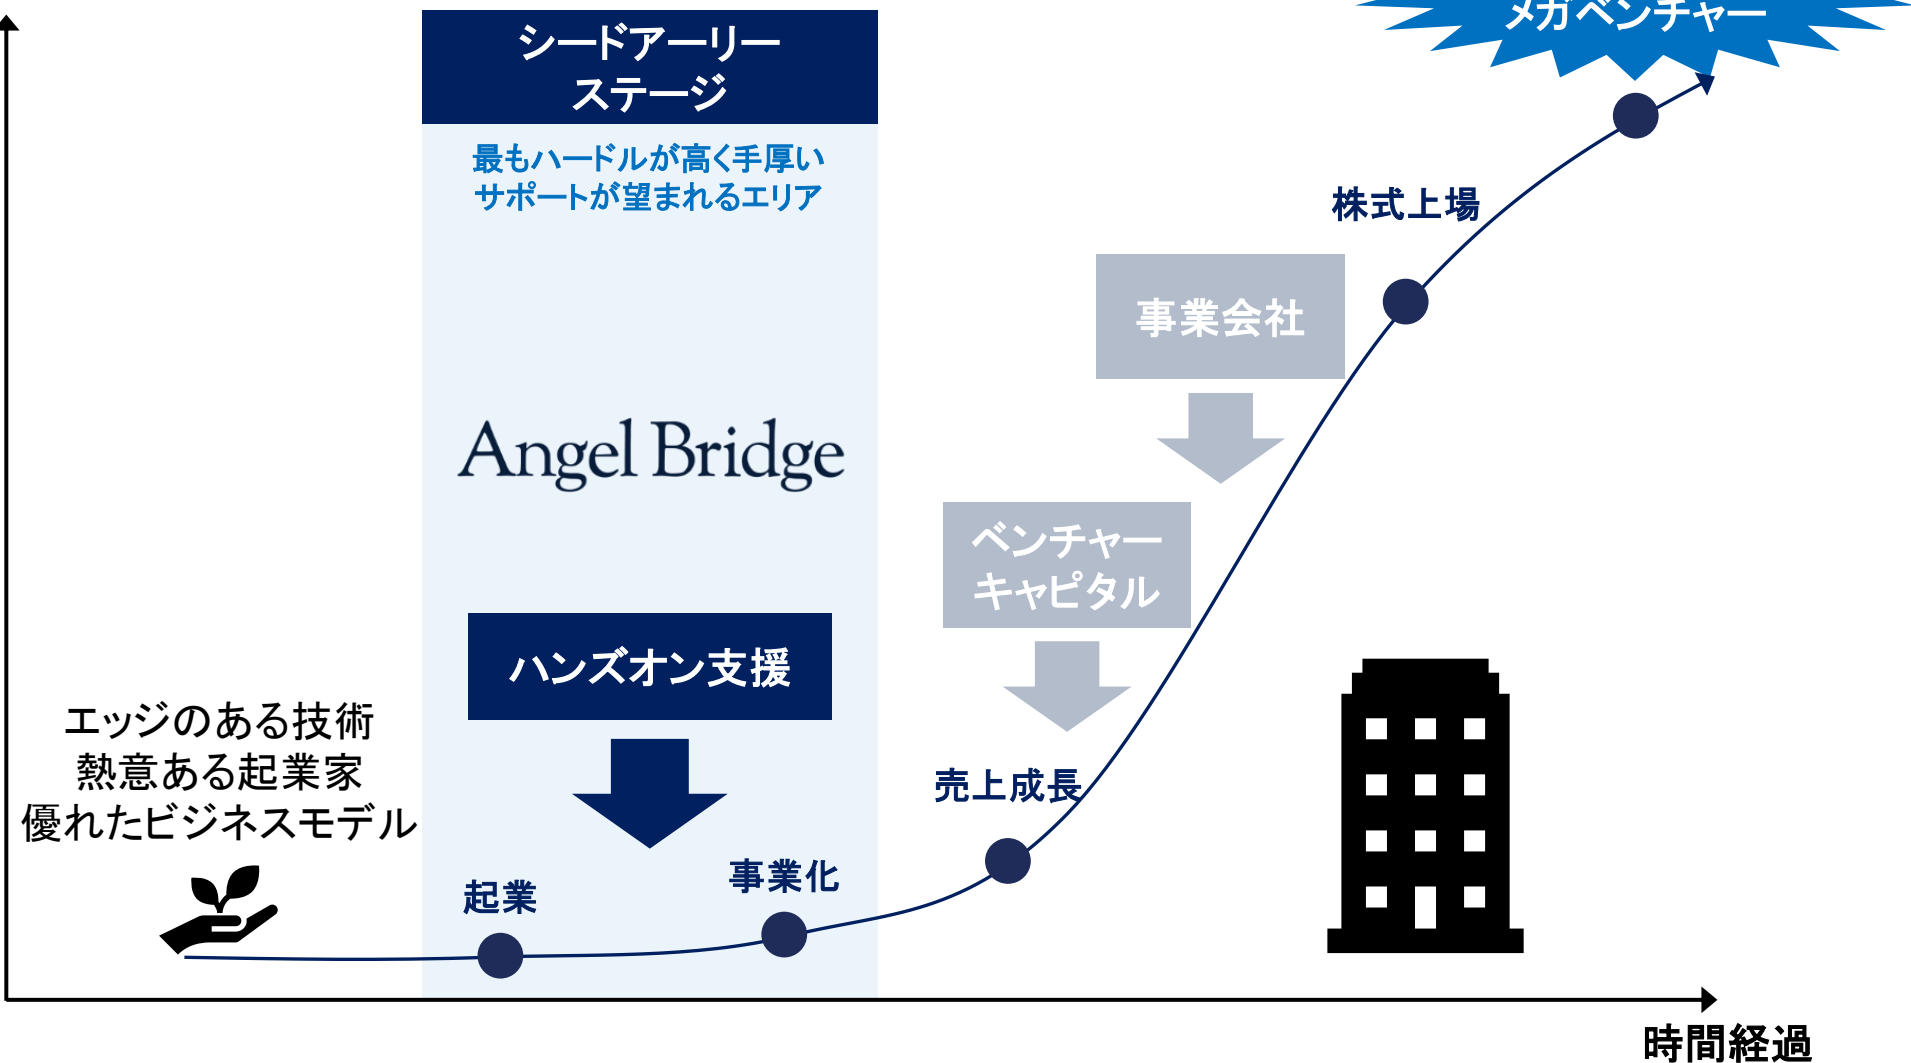 メガベンチャー
シードアーリー
ステージ
最もハードルが高く手厚い
サポートが望まれるエリア
株式上場
事業会社
Angel Bridge
ベンチャー
キャピタル
ハンズオン支援
エッジのある技術
熱意ある起業家
優れたビジネスモデル
売上成長
事業化
起業
時間経過